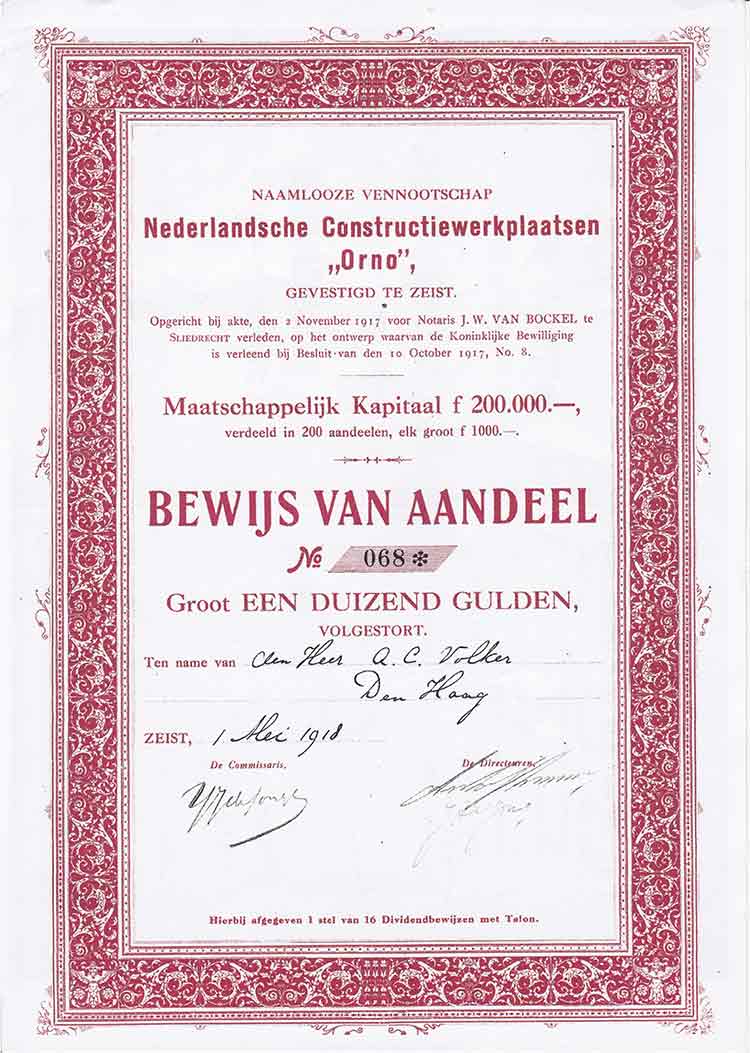 NAAMLOOZE VENNOOTSCHAP
Nederlandsche Constructiewerkplaatsen
„Orno”,
GEVESTIGD TE ZEIST.
Opgericht bij akte, den 2 November 1917 voor Notaris J. W. VAN BOCKEL te
SLIEDRECHT verleden, op het ontwerp waarvan de Koninklijke Bewilliging
is verleend bij Besluit van den 10 October 1917, No. 8.
Maatschappelijk Kapitaal f 200.000.—,
verdeeld in 200 aandeelen, elk groot f 1000.—.
BEWIJS VAN AANDEEL
No 068 ✻
Groot EEN DUIZEND GULDEN,
VOLGESTORT.
Ten name van den Heer A. C. Volker
Den Haag
ZEIST, 1 Mei 1918
De Commissaris, De Directeuren,
Hierbij afgegeven 1 stel van 16 Dividendbewijzen met Talon.